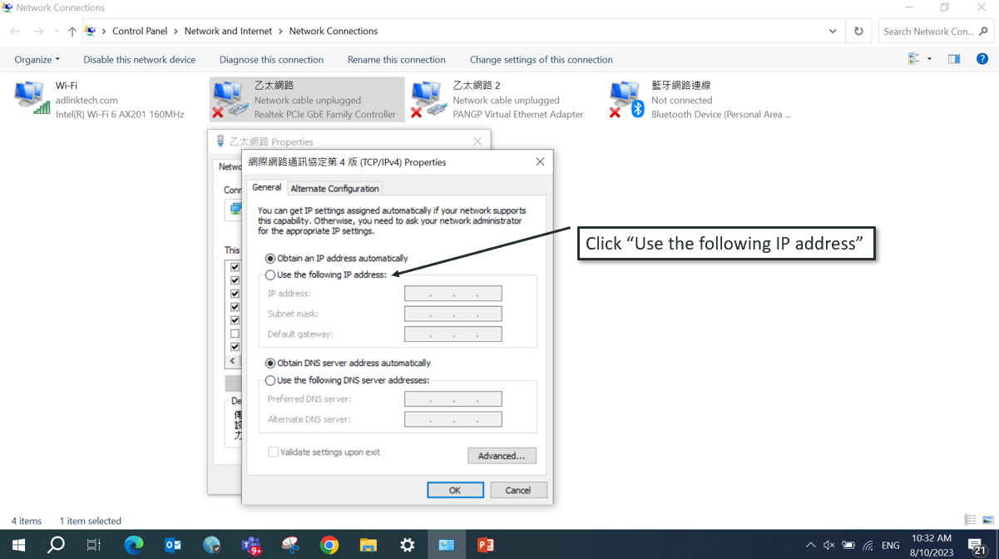 Network Connections
Control Panel > Network and Internet > Network Connections
Search Network Con...
Organize
Disable this network device
Diagnose this connection
Rename this connection
Change settings of this connection
Wi-Fi
adlinktech.com
Intel(R) Wi-Fi 6 AX201 160MHz
乙太網路
Network cable unplugged
Realtek PCIe GbE Family Controller
乙太網路 2
Network cable unplugged
PANGP Virtual Ethernet Adapter
藍牙網路連線
Not connected
Bluetooth Device (Personal Area ...
乙太網路 Properties
網際網路通訊協定第 4 版 (TCP/IPv4) Properties
General
Alternate Configuration
You can get IP settings assigned automatically if your network supports
this capability. Otherwise, you need to ask your network administrator
for the appropriate IP settings.
Obtain an IP address automatically
Use the following IP address:
IP address:
Subnet mask:
Default gateway:
Obtain DNS server address automatically
Use the following DNS server addresses:
Preferred DNS server:
Alternate DNS server:
Validate settings upon exit
Advanced...
OK
Cancel
Click “Use the following IP address”
4 items
1 item selected
9+
ENG
10:32 AM
8/10/2023
21